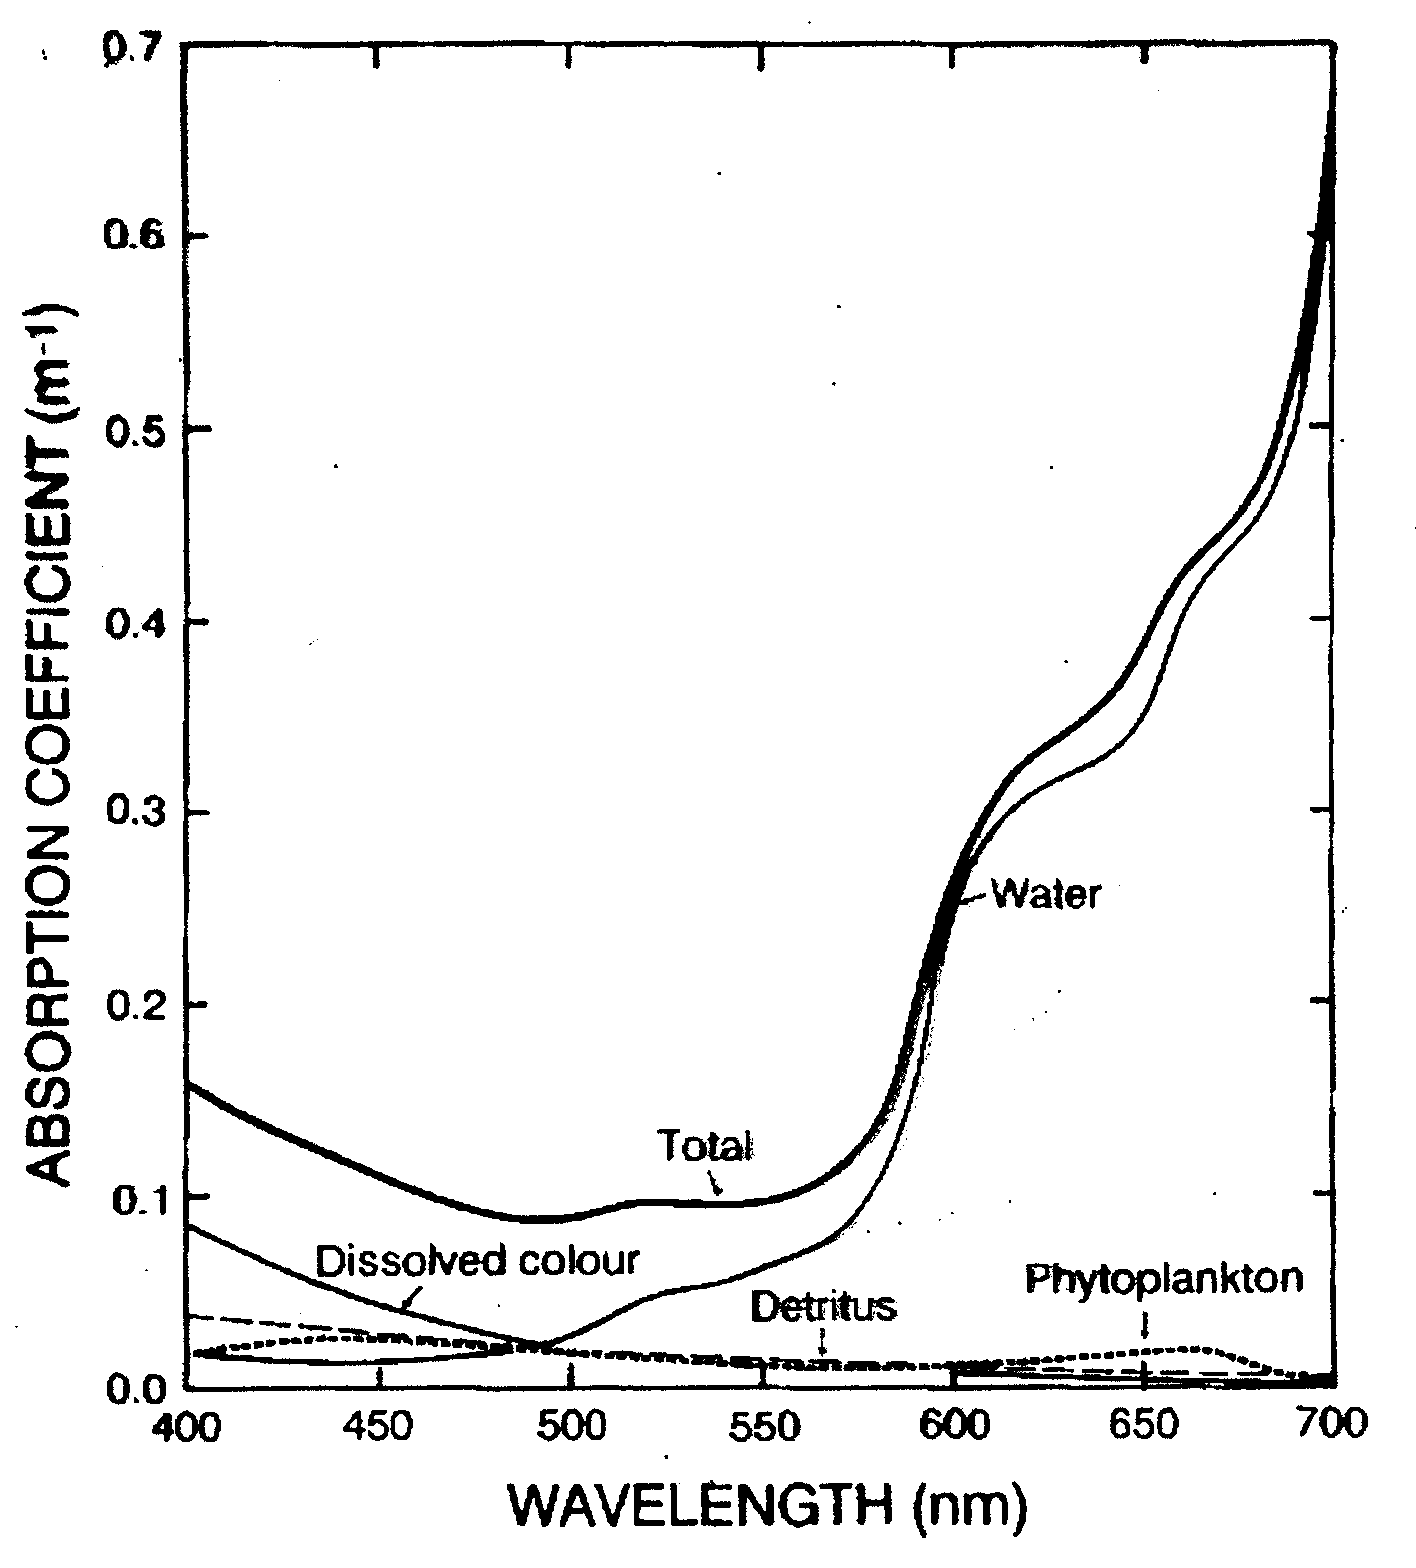 0.7
0.6
0.5
0.4
0.3
0.2
0.1
0.0
ABSORPTION COEFFICIENT (m-1)
Water
Total
Dissolved colour
Detritus
Phytoplankton
400 450 500 550 600 650 700
WAVELENGTH (nm)